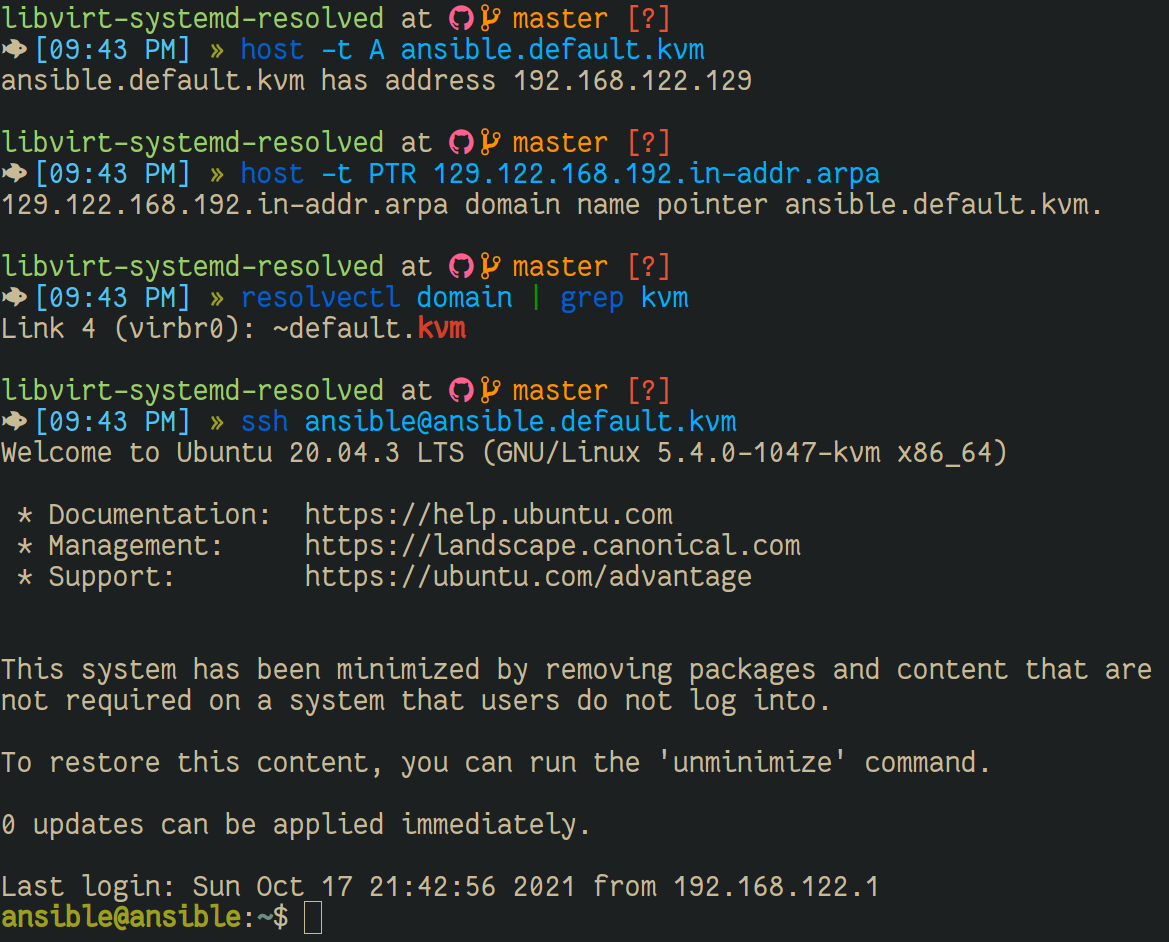 libvirt-systemd-resolved at master [?]
[09:43 PM] » host -t A ansible.default.kvm
ansible.default.kvm has address 192.168.122.129
libvirt-systemd-resolved at master [?]
[09:43 PM] » host -t PTR 129.122.168.192.in-addr.arpa
129.122.168.192.in-addr.arpa domain name pointer ansible.default.kvm.
libvirt-systemd-resolved at master [?]
[09:43 PM] » resolvectl domain | grep kvm
Link 4 (virbr0): ~default.kvm
libvirt-systemd-resolved at master [?]
[09:43 PM] » ssh ansible@ansible.default.kvm
Welcome to Ubuntu 20.04.3 LTS (GNU/Linux 5.4.0-1047-kvm x86_64)
* Documentation:  https://help.ubuntu.com
* Management:     https://landscape.canonical.com
* Support:        https://ubuntu.com/advantage
This system has been minimized by removing packages and content that are
not required on a system that users do not log into.
To restore this content, you can run the 'unminimize' command.
0 updates can be applied immediately.
Last login: Sun Oct 17 21:42:56 2021 from 192.168.122.1
ansible@ansible:~$